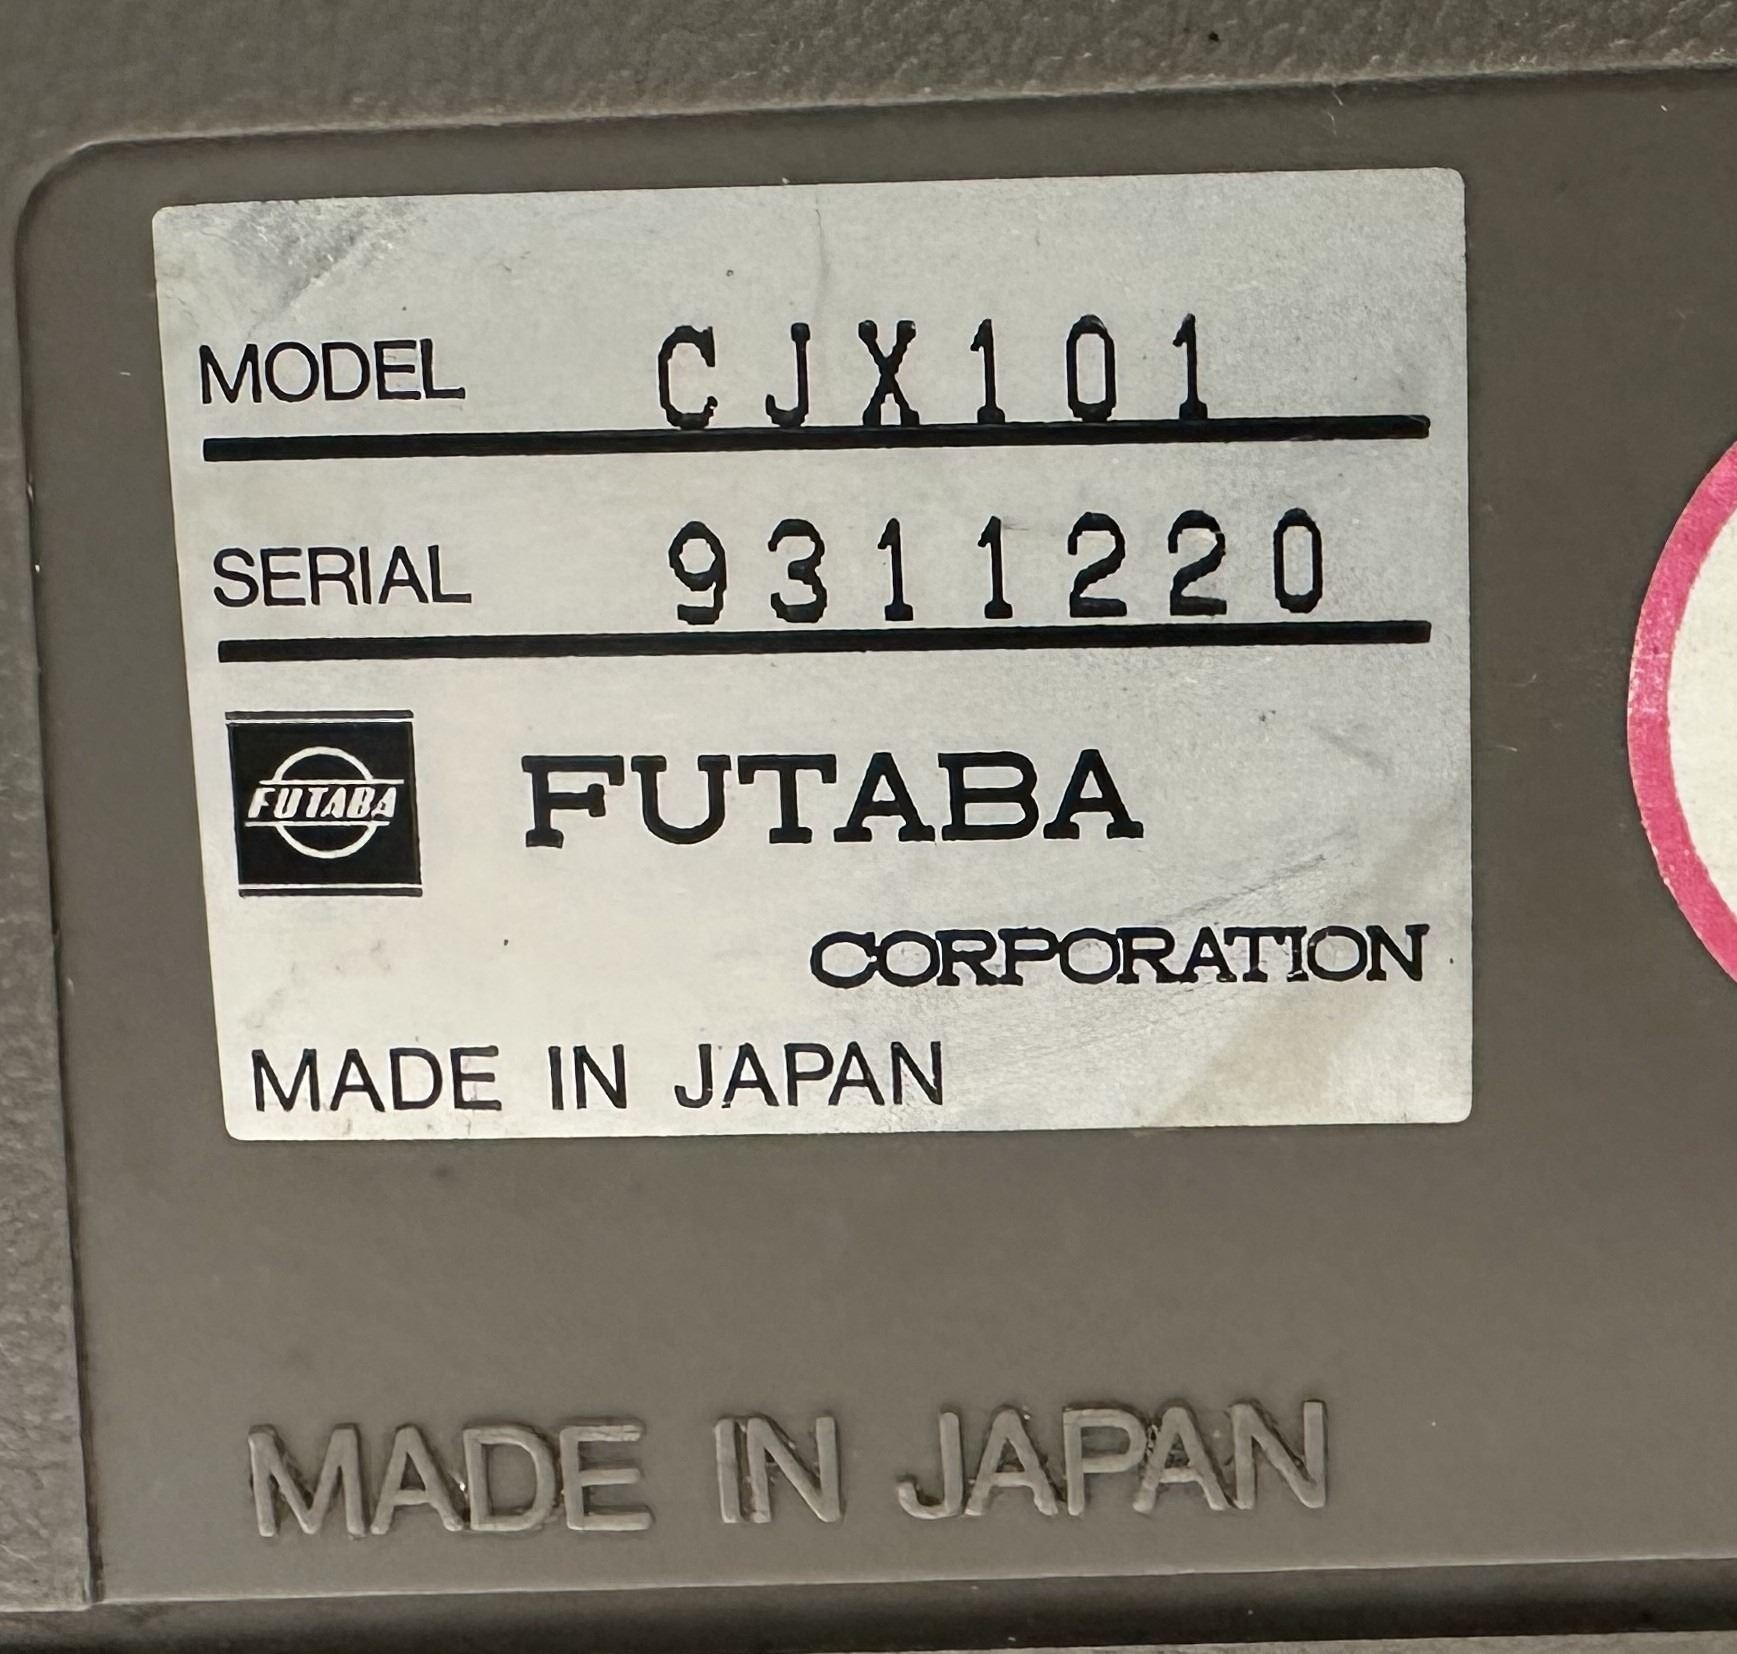 MODEL CJX101
SERIAL 9311220
FUTABA FUTABA
CORPORATION
MADE IN JAPAN
MADE IN JAPAN